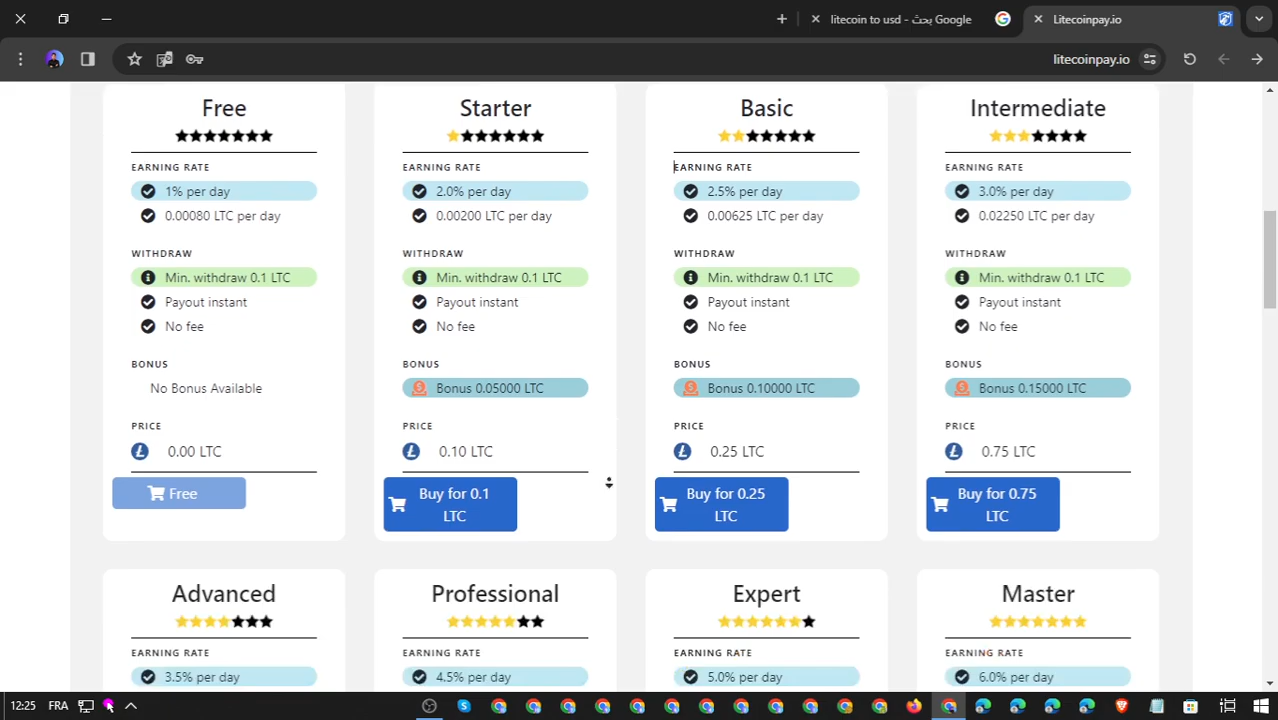 litecoin to usd - بحث Google
Litecoinpay.io
litecoinpay.io
Free
EARNING RATE
1% per day
0.00080 LTC per day
WITHDRAW
Min. withdraw 0.1 LTC
Payout instant
No fee
BONUS
No Bonus Available
PRICE
0.00 LTC
Free
Starter
EARNING RATE
2.0% per day
0.00200 LTC per day
WITHDRAW
Min. withdraw 0.1 LTC
Payout instant
No fee
BONUS
Bonus 0.05000 LTC
PRICE
0.10 LTC
Buy for 0.1
LTC
Basic
EARNING RATE
2.5% per day
0.00625 LTC per day
WITHDRAW
Min. withdraw 0.1 LTC
Payout instant
No fee
BONUS
Bonus 0.10000 LTC
PRICE
0.25 LTC
Buy for 0.25
LTC
Intermediate
EARNING RATE
3.0% per day
0.02250 LTC per day
WITHDRAW
Min. withdraw 0.1 LTC
Payout instant
No fee
BONUS
Bonus 0.15000 LTC
PRICE
0.75 LTC
Buy for 0.75
LTC
Advanced
EARNING RATE
3.5% per day
Professional
EARNING RATE
4.5% per day
Expert
EARNING RATE
5.0% per day
Master
EARNING RATE
6.0% per day
12:25 FRA